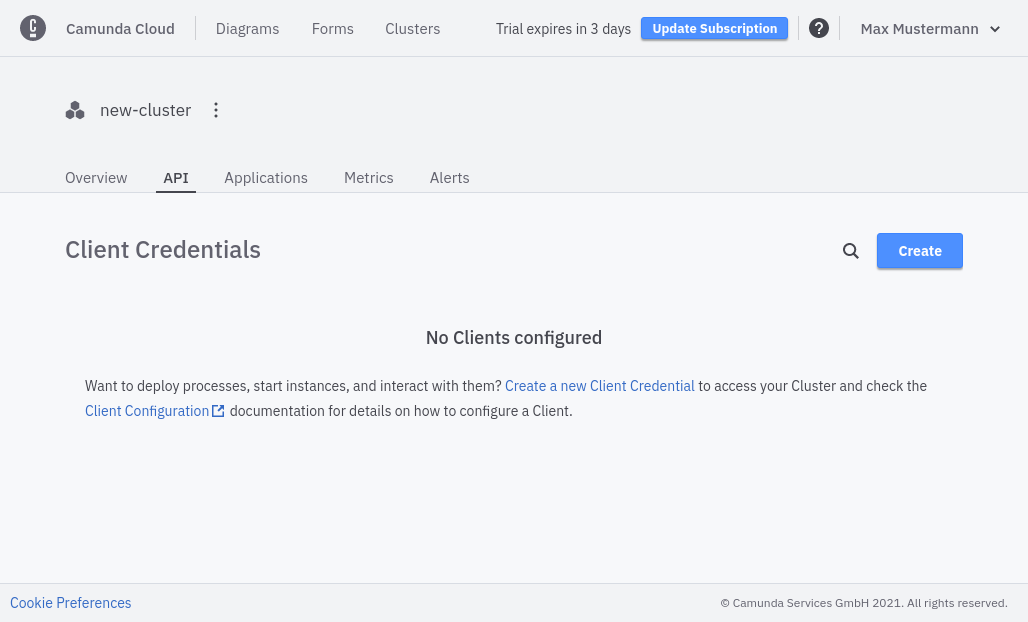 Camunda Cloud Diagrams Forms Clusters Trial expires in 3 days Update Subscription ? Max Mustermann
new-cluster
Overview API Applications Metrics Alerts
Client Credentials Create
No Clients configured
Want to deploy processes, start instances, and interact with them? Create a new Client Credential to access your Cluster and check the
Client Configuration documentation for details on how to configure a Client.
Cookie Preferences © Camunda Services GmbH 2021. All rights reserved.